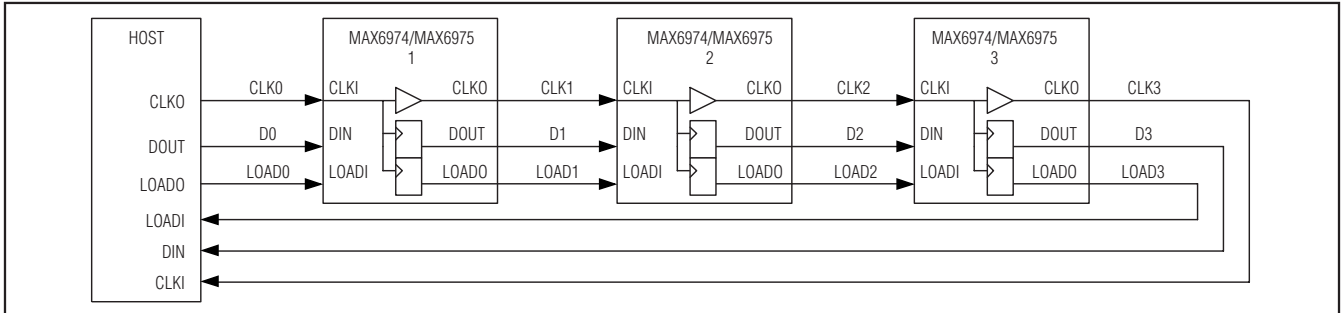 HOST
MAX6974/MAX6975
1
MAX6974/MAX6975
2
MAX6974/MAX6975
3
CLKO CLK0 CLKI CLKO CLK1 CLKI CLKO CLK2 CLKI CLKO CLK3
DOUT D0 DIN DOUT D1 DIN DOUT D2 DIN DOUT D3
LOADO LOAD0 LOADI LOADO LOAD1 LOADI LOADO LOAD2 LOADI LOADO LOAD3
LOADI
DIN
CLKI